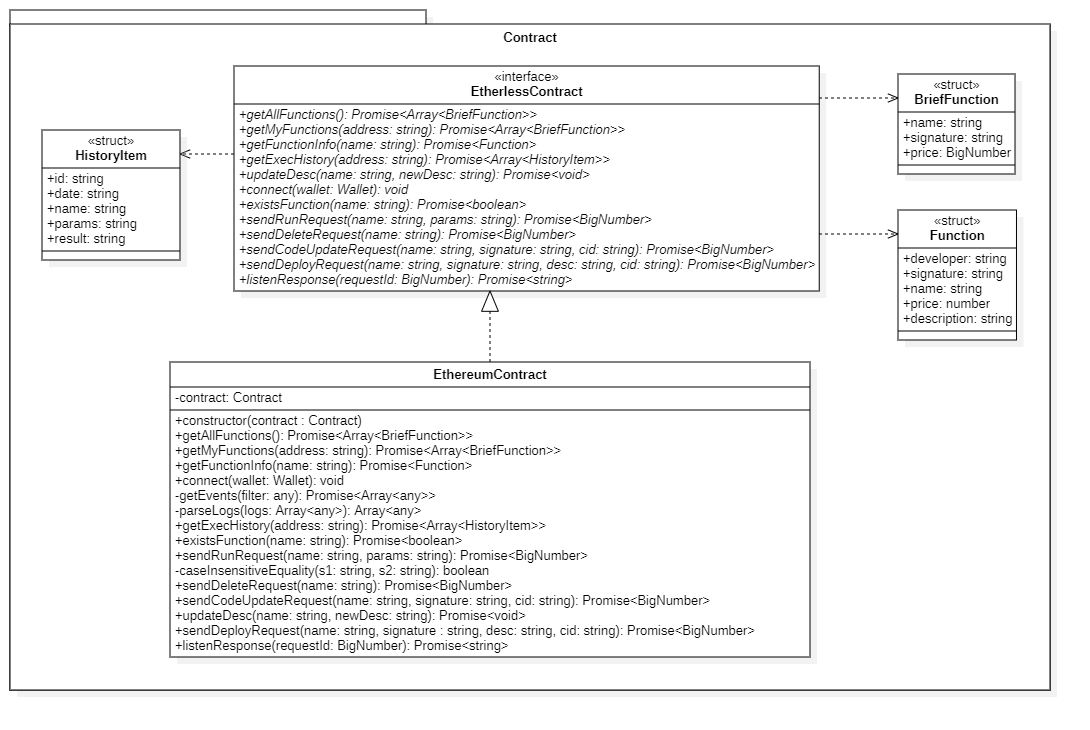 Contract
«interface»
EtherlessContract
+getAllFunctions(): Promise<Array<BriefFunction>>
+getMyFunctions(address: string): Promise<Array<BriefFunction>>
+getFunctionInfo(name: string): Promise<Function>
+getExecHistory(address: string): Promise<Array<HistoryItem>>
+updateDesc(name: string, newDesc: string): Promise<void>
+connect(wallet: Wallet): void
+existsFunction(name: string): Promise<boolean>
+sendRunRequest(name: string, params: string): Promise<BigNumber>
+sendDeleteRequest(name: string): Promise<BigNumber>
+sendCodeUpdateRequest(name: string, signature: string, cid: string): Promise<BigNumber>
+sendDeployRequest(name: string, signature: string, desc: string, cid: string): Promise<BigNumber>
+listenResponse(requestId: BigNumber): Promise<string>
«struct»
BriefFunction
+name: string
+signature: string
+price: BigNumber
«struct»
HistoryItem
+id: string
+date: string
+name: string
+params: string
+result: string
«struct»
Function
+developer: string
+signature: string
+name: string
+price: number
+description: string
EthereumContract
-contract: Contract
+constructor(contract : Contract)
+getAllFunctions(): Promise<Array<BriefFunction>>
+getMyFunctions(address: string): Promise<Array<BriefFunction>>
+getFunctionInfo(name: string): Promise<Function>
+connect(wallet: Wallet): void
-getEvents(filter: any): Promise<Array<any>>
-parseLogs(logs: Array<any>): Array<any>
+getExecHistory(address: string): Promise<Array<HistoryItem>>
+existsFunction(name: string): Promise<boolean>
+sendRunRequest(name: string, params: string): Promise<BigNumber>
-caseInsensitiveEquality(s1: string, s2: string): boolean
+sendDeleteRequest(name: string): Promise<BigNumber>
+sendCodeUpdateRequest(name: string, signature: string, cid: string): Promise<BigNumber>
+updateDesc(name: string, newDesc: string): Promise<void>
+sendDeployRequest(name: string, signature : string, desc: string, cid: string): Promise<BigNumber>
+listenResponse(requestId: BigNumber): Promise<string>